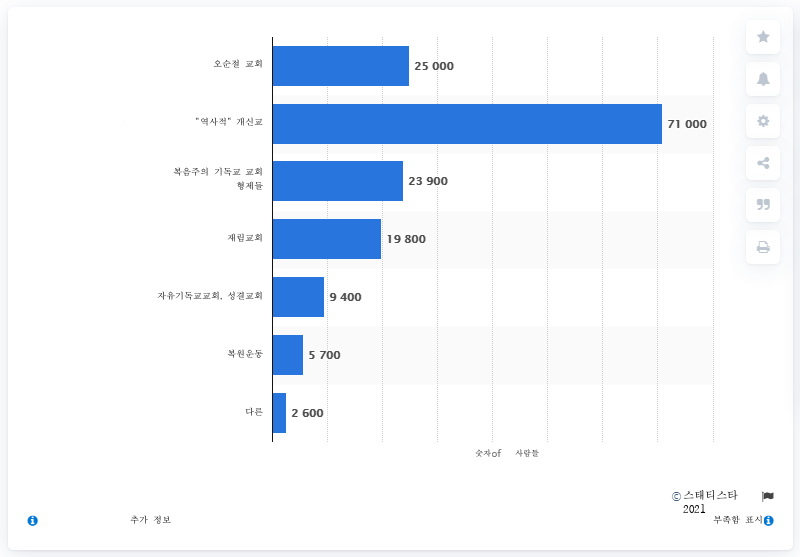 오순절 교회
25 000
"역사적" 개신교
71 000
복음주의 기독교 교회
형제들
23 900
재림교회
19 800
자유기독교교회, 성결교회
9 400
복원운동
5 700
다른
2 600
숫자of 사람들
© 스태티스타
2021
추가 정보
부족함 표시